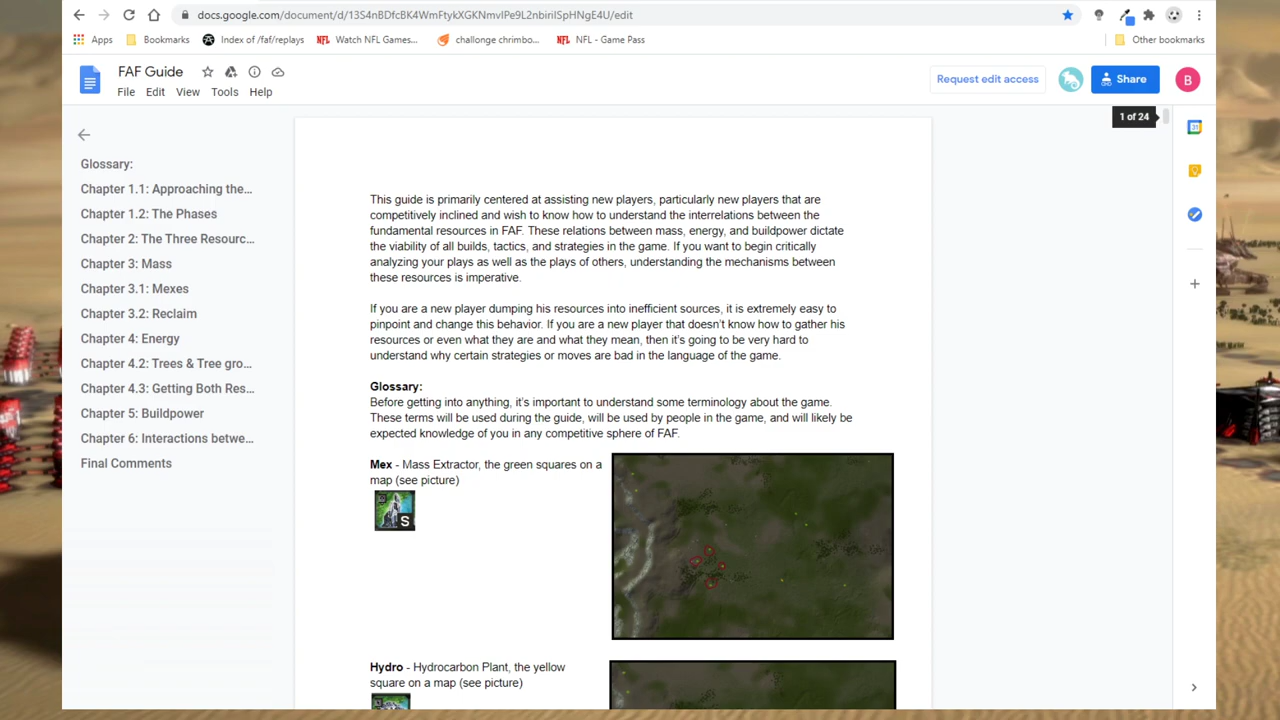 docs.google.com/document/d/13S4nBDfcBK4WmFtykXGKNmvIPe9L2nbiriISpHNgE4U/edit
Apps
Bookmarks
Index of /faf/replays
NFL Watch NFL Games...
challonge chrimbo...
NFL NFL - Game Pass
Other bookmarks
FAF Guide
File Edit View Tools Help
Request edit access
Share
B
1 of 24
31
Glossary:
Chapter 1.1: Approaching the...
Chapter 1.2: The Phases
Chapter 2: The Three Resourc...
Chapter 3: Mass
Chapter 3.1: Mexes
Chapter 3.2: Reclaim
Chapter 4: Energy
Chapter 4.2: Trees & Tree gro...
Chapter 4.3: Getting Both Res...
Chapter 5: Buildpower
Chapter 6: Interactions betwe...
Final Comments
This guide is primarily centered at assisting new players, particularly new players that are
competitively inclined and wish to know how to understand the interrelations between the
fundamental resources in FAF. These relations between mass, energy, and buildpower dictate
the viability of all builds, tactics, and strategies in the game. If you want to begin critically
analyzing your plays as well as the plays of others, understanding the mechanisms between
these resources is imperative.
If you are a new player dumping his resources into inefficient sources, it is extremely easy to
pinpoint and change this behavior. If you are a new player that doesn't know how to gather his
resources or even what they are and what they mean, then it's going to be very hard to
understand why certain strategies or moves are bad in the language of the game.
Glossary:
Before getting into anything, it's important to understand some terminology about the game.
These terms will be used during the guide, will be used by people in the game, and will likely be
expected knowledge of you in any competitive sphere of FAF.
Mex - Mass Extractor, the green squares on a
map (see picture)
S
Hydro - Hydrocarbon Plant, the yellow
square on a map (see picture)